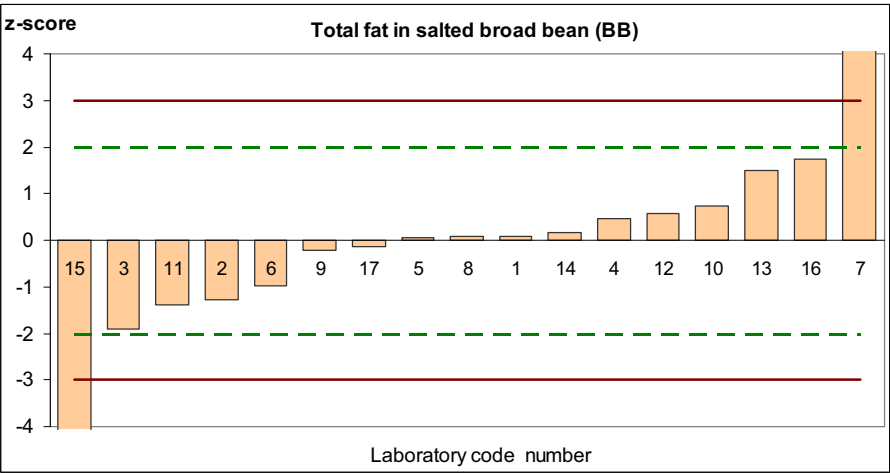 z-score
Total fat in salted broad bean (BB)
4
3
2
1
0
15 3 11 2 6 9 17 5 8 1 14 4 12 10 13 16 7
-1
-2
-3
-4
Laboratory code number